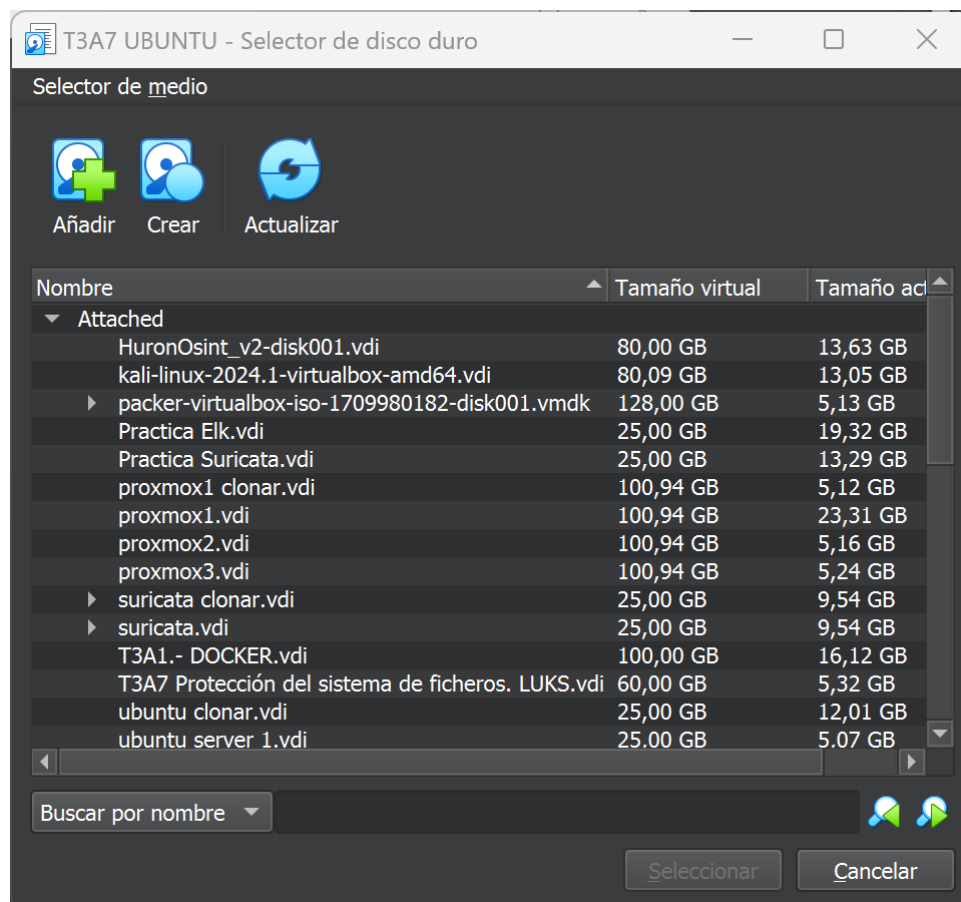 T3A7 UBUNTU - Selector de disco duro
Selector de medio
Añadir Crear Actualizar
Nombre Tamaño virtual Tamaño act
Attached
HuronOsint_v2-disk001.vdi 80,00 GB 13,63 GB
kali-linux-2024.1-virtualbox-amd64.vdi 80,09 GB 13,05 GB
packer-virtualbox-iso-1709980182-disk001.vmdk 128,00 GB 5,13 GB
Practica Elk.vdi 25,00 GB 19,32 GB
Practica Suricata.vdi 25,00 GB 13,29 GB
proxmox1 clonar.vdi 100,94 GB 5,12 GB
proxmox1.vdi 100,94 GB 23,31 GB
proxmox2.vdi 100,94 GB 5,16 GB
proxmox3.vdi 100,94 GB 5,24 GB
suricata clonar.vdi 25,00 GB 9,54 GB
suricata.vdi 25,00 GB 9,54 GB
T3A1.- DOCKER.vdi 100,00 GB 16,12 GB
T3A7 Protección del sistema de ficheros. LUKS.vdi 60,00 GB 5,32 GB
ubuntu clonar.vdi 25,00 GB 12,01 GB
ubuntu server 1.vdi 25,00 GB 5,07 GB
Buscar por nombre
Seleccionar Cancelar